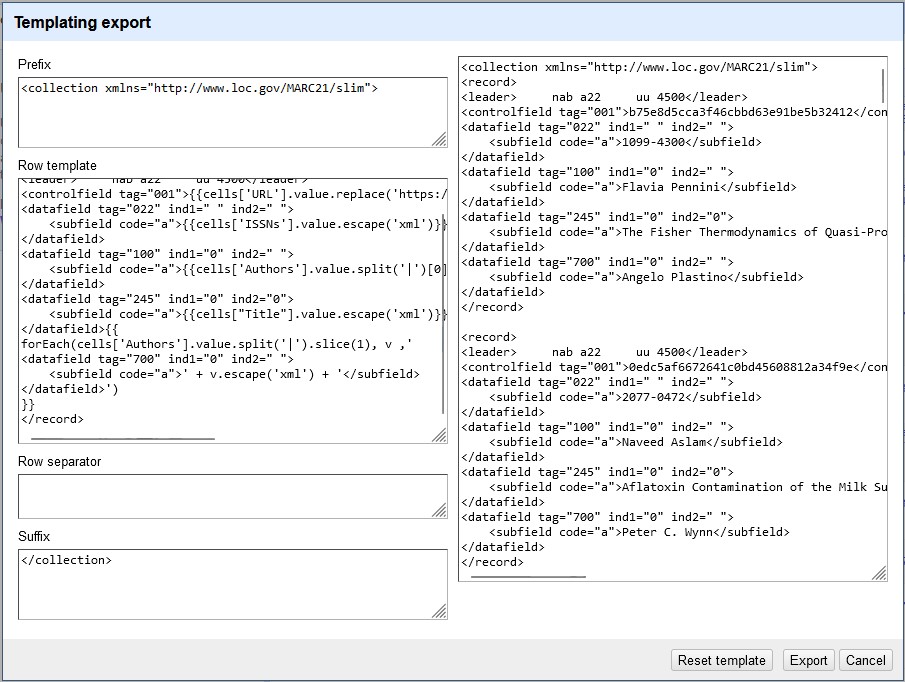 Templating export
Prefix
<collection xmlns="http://www.loc.gov/MARC21/slim">
Row template
<leader>     nab a22     uu 4500</leader>
<controlfield tag="001">{{cells['URL'].value.replace('https:/
<datafield tag="022" ind1=" " ind2=" ">
    <subfield code="a">{{cells['ISSNs'].value.escape('xml')}}
</datafield>
<datafield tag="100" ind1="0" ind2=" ">
    <subfield code="a">{{cells['Authors'].value.split('|')[0]
</datafield>
<datafield tag="245" ind1="0" ind2="0">
    <subfield code="a">{{cells["Title"].value.escape('xml')}}
</datafield>{{
forEach(cells['Authors'].value.split('|').slice(1), v ,'
<datafield tag="700" ind1="0" ind2=" ">
    <subfield code="a">' + v.escape('xml') + '</subfield>
</datafield>')
}}
</record>
Row separator
Suffix
</collection>
<collection xmlns="http://www.loc.gov/MARC21/slim">
<record>
<leader>     nab a22     uu 4500</leader>
<controlfield tag="001">b75e8d5cca3f46cbbd63e91be5b32412</con
<datafield tag="022" ind1=" " ind2=" ">
    <subfield code="a">1099-4300</subfield>
</datafield>
<datafield tag="100" ind1="0" ind2=" ">
    <subfield code="a">Flavia Pennini</subfield>
</datafield>
<datafield tag="245" ind1="0" ind2="0">
    <subfield code="a">The Fisher Thermodynamics of Quasi-Pro
</datafield>
<datafield tag="700" ind1="0" ind2=" ">
    <subfield code="a">Angelo Plastino</subfield>
</datafield>
</record>
<record>
<leader>     nab a22     uu 4500</leader>
<controlfield tag="001">0edc5af6672641c0bd45608812a34f9e</con
<datafield tag="022" ind1=" " ind2=" ">
    <subfield code="a">2077-0472</subfield>
</datafield>
<datafield tag="100" ind1="0" ind2=" ">
    <subfield code="a">Naveed Aslam</subfield>
</datafield>
<datafield tag="245" ind1="0" ind2="0">
    <subfield code="a">Aflatoxin Contamination of the Milk Su
</datafield>
<datafield tag="700" ind1="0" ind2=" ">
    <subfield code="a">Peter C. Wynn</subfield>
</datafield>
</record>
Reset template
Export
Cancel